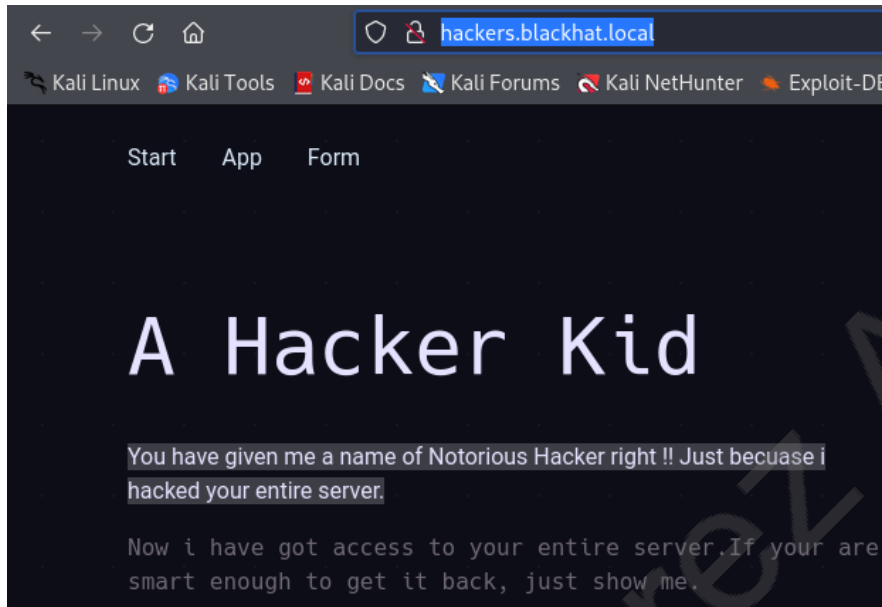 hackers.blackhat.local
Kali Linux Kali Tools Kali Docs Kali Forums Kali NetHunter Exploit-DB
Start App Form
A Hacker Kid
You have given me a name of Notorious Hacker right !! Just becuase i
hacked your entire server.
Now i have got access to your entire server.If your are
smart enough to get it back, just show me.